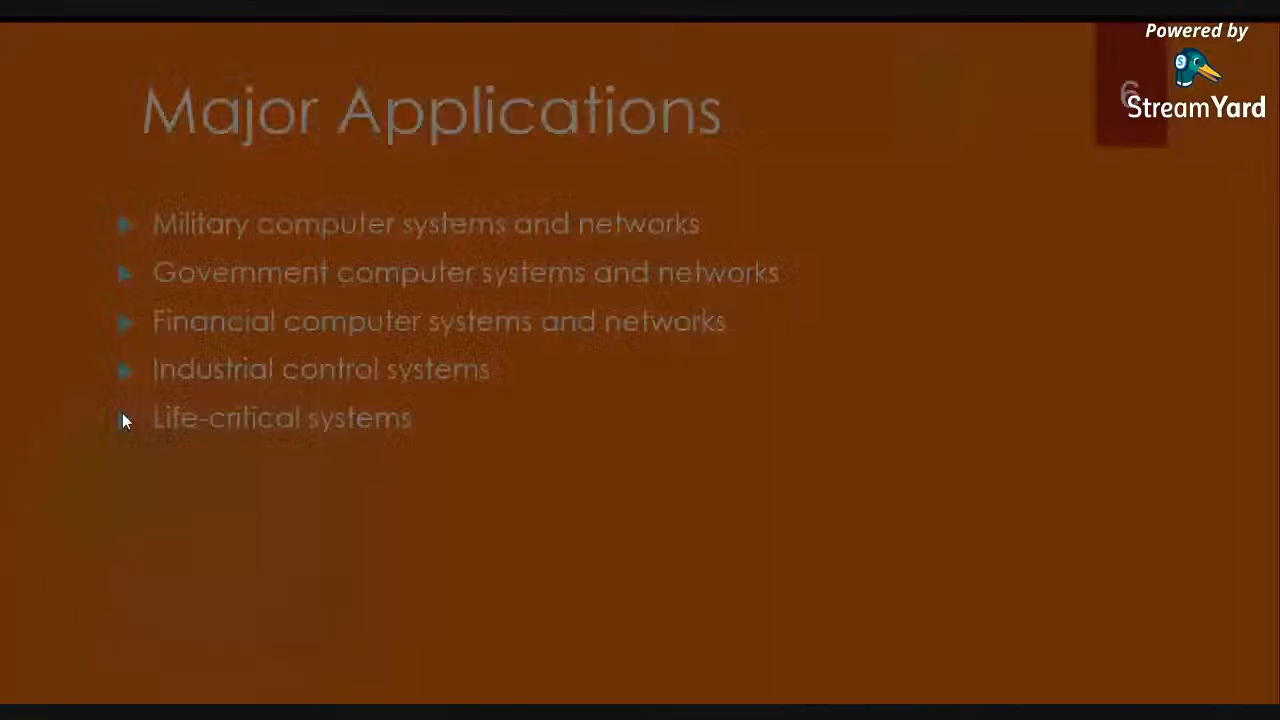 Powered by
StreamYard
6
Major Applications
Military computer systems and networks
Government computer systems and networks
Financial computer systems and networks
Industrial control systems
Life-critical systems